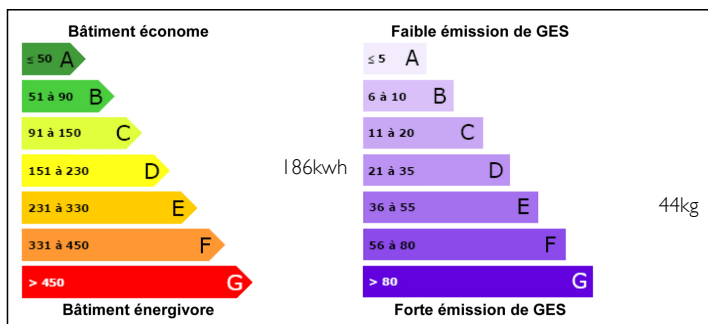 Bâtiment économe
≤ 50 A
51 à 90 B
91 à 150 C
151 à 230 D
231 à 330 E
331 à 450 F
> 450 G
Bâtiment énergivore
186kwh
Faible émission de GES
≤ 5 A
6 à 10 B
11 à 20 C
21 à 35 D
36 à 55 E
56 à 80 F
> 80 G
Forte émission de GES
44kg